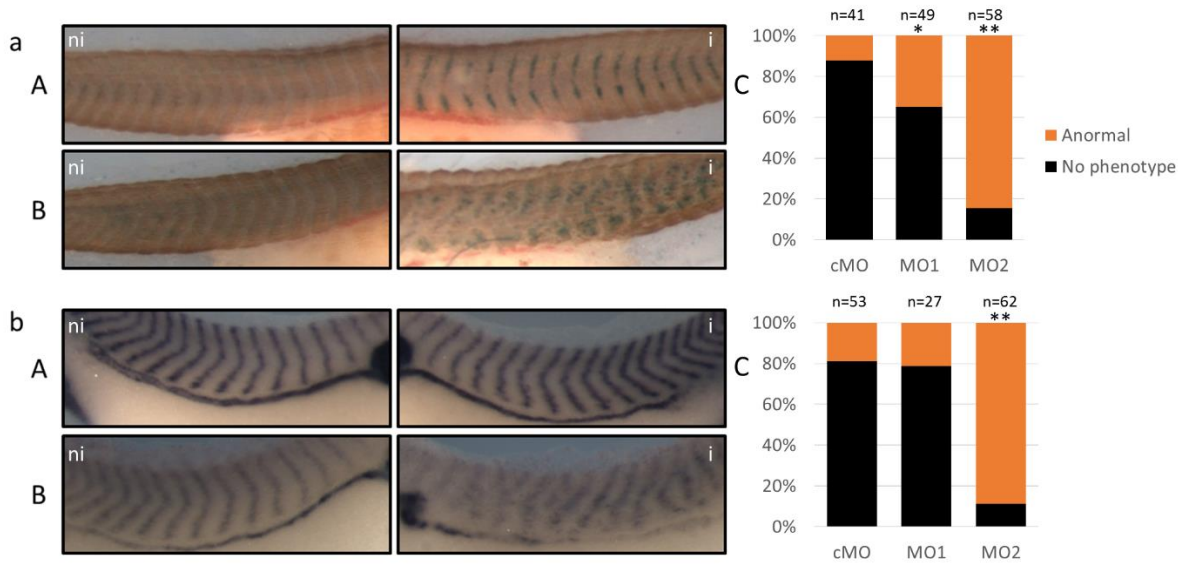 a
A
ni
i
B
ni
i
C
n=41 n=49 n=58
* **
100%
80%
60%
40%
20%
0%
cMO MO1 MO2
Anormal
No phenotype
b
A
ni
i
B
ni
i
C
n=53 n=27 n=62
**
100%
80%
60%
40%
20%
0%
cMO MO1 MO2